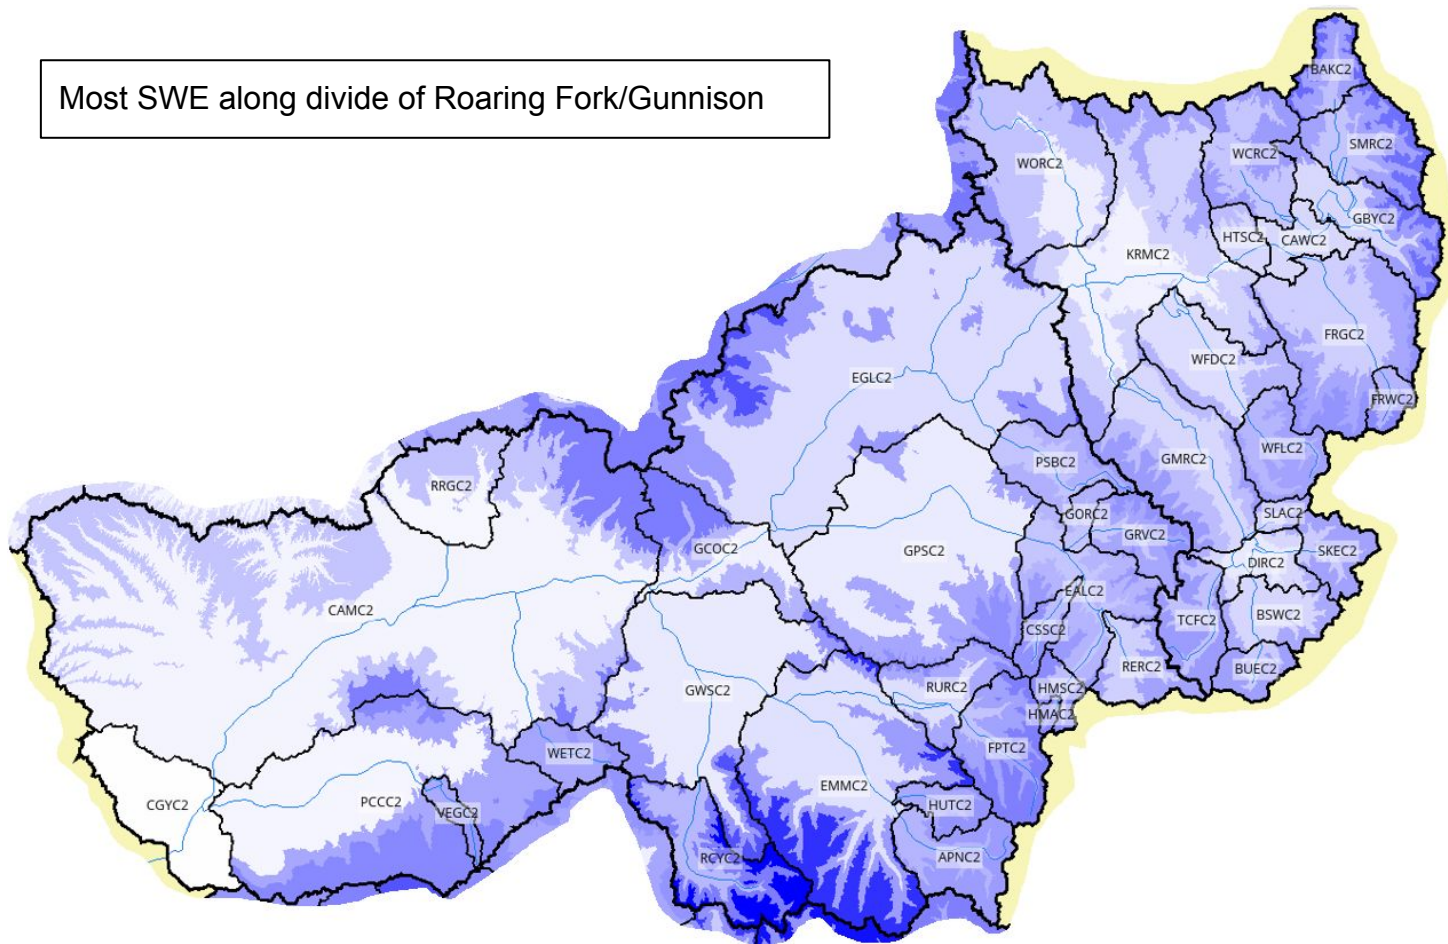 Most SWE along divide of Roaring Fork/Gunnison
BAKC2
SMRC2
WCRC2
WORC2
GBYC2
HTSC2
CAWC2
KRMC2
FRGC2
WFDC2
EGLC2
FRWC2
WFLC2
PSBC2
GMRC2
RRGC2
GORC2
SLAC2
GRVC2
GCOC2
GPSC2
SKEC2
DIRC2
EALC2
CAMC2
BSWC2
TCFC2
CSSC2
RERC2
BUEC2
RURC2
HMSC2
GWSC2
HMAC2
FPTC2
WETC2
EMMC2
CGYC2
PCCC2
HUTC2
VEGC2
RCYC2
APNC2